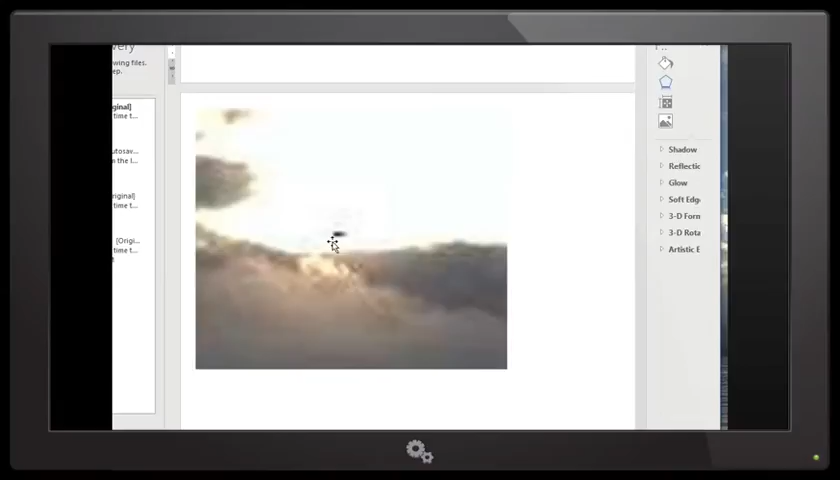 very
wing files.
ep.
ginal]
time t...
utosav...
m the l...
riginal]
time t...
[Origi...
time t...
Shadow
Reflectic
Glow
Soft Edg
3-D Forn
3-D Rota
Artistic E